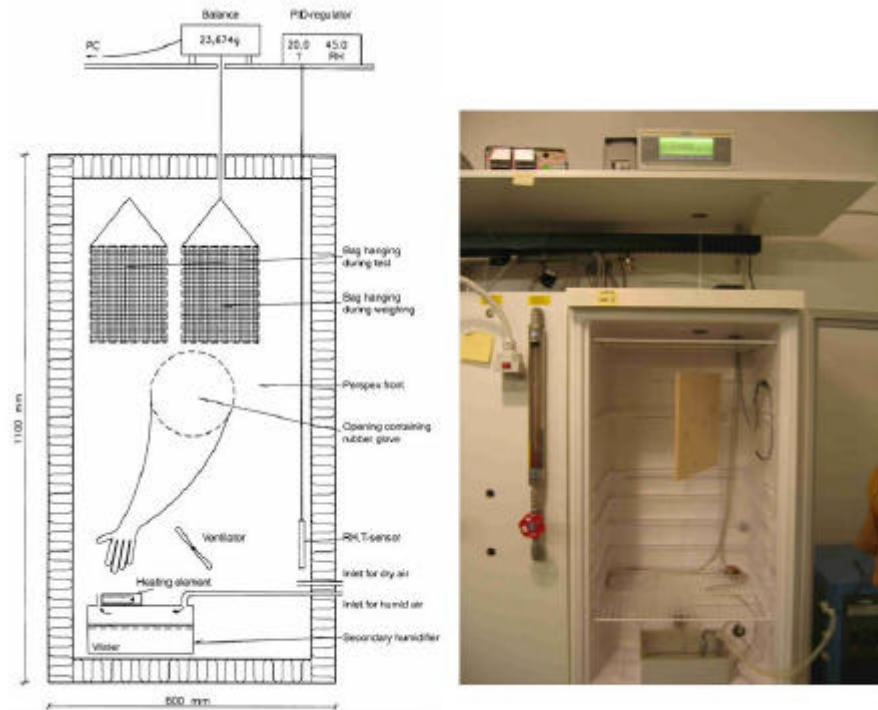 Balance
PID-regulator
23,674g
20.0 45.0
T RH
PC
Bag hanging
during test
Bag hanging
during weighing
Perspex front
Opening containing
rubber glove
1100 mm
Ventilator
RH,T-sensor
Heating element
Inlet for dry air
Inlet for humid air
Water
Secondary humidifier
600 mm